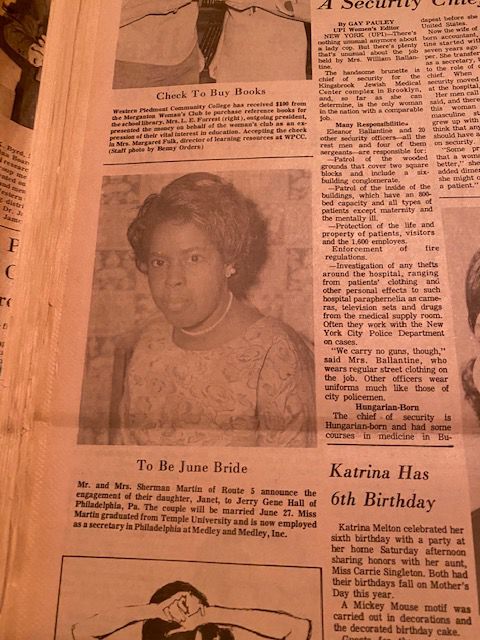 Check To Buy Books
Western Piedmont Community College has received $100 from
the Morganton Woman's Club to purchase reference books for
the school library. Mrs. L. E. Forrest (right), outgoing president,
presented the money on behalf of the woman's club as an ex-
pression of their vital interest in education. Accepting the check
is Mrs. Margaret Fulk, director of learning resources at WPCC.
(Staff photo by Benny Orders)
To Be June Bride
Mr. and Mrs. Sherman Martin of Route 5 announce the
engagement of their daughter, Janet, to Jerry Gene Hall of
Philadelphia, Pa. The couple will be married June 27. Miss
Martin graduated from Temple University and is now employed
as a secretary in Philadelphia at Medley and Medley, Inc.
A Security Chief
By GAY PAULEY
UPI Women's Editor
NEW YORK (UPI)—There's
nothing unusual anymore about
a lady cop. But there's plenty
that's unusual about the job
held by Mrs. William Ballan-
tine.
The handsome brunette is
chief of security for the
Kingsbrook Jewish Medical
Center complex in Brooklyn,
and, so far as she can
determine, is the only woman
in the nation with a comparable
job.
Many Responsibilities
Eleanor Ballantine and 20
other security officers—all the
rest men and four of them
sergeants—are responsible for:
—Patrol of the wooded
grounds that cover two square
blocks and include a six-
building conglomerate.
—Patrol of the inside of the
buildings, which have an 800-
bed capacity and all types of
patients except maternity and
the mentally ill.
—Protection of the life and
property of patients, visitors
and the 1,600 employes.
Enforcement of fire
regulations.
—Investigation of any thefts
around the hospital, ranging
from patients' clothing and
other personal effects to such
hospital paraphernelia as came-
ras, television sets and drugs
from the medical supply room.
Often they work with the New
York City Police Department
on cases.
"We carry no guns, though,"
said Mrs. Ballantine, who
wears regular street clothing on
the job. Other officers wear
uniforms much like those of
city policemen.
Hungarian-Born
The chief of security is
Hungarian-born and had some
courses in medicine in Bu-
dapest before she
United States.
Now the wife of
born accountant
tine started with
seven years ago
per. She transfer
as a secretary,
to the role of
chief. When
security moved
at the hospital,
Her men call
said, and there
this woman
masculine
grew up with
think that
should have a
on security.
"Some
that a wom
better," she
added dinne
she might
a patient."
Katrina Has
6th Birthday
Katrina Melton celebrated her
sixth birthday with a party at
her home Saturday afternoon
sharing honors with her aunt,
Miss Carrie Singleton. Both had
their birthdays fall on Mother's
Day this year.
A Mickey Mouse motif was
carried out in decorations and
the decorated birthday cake.